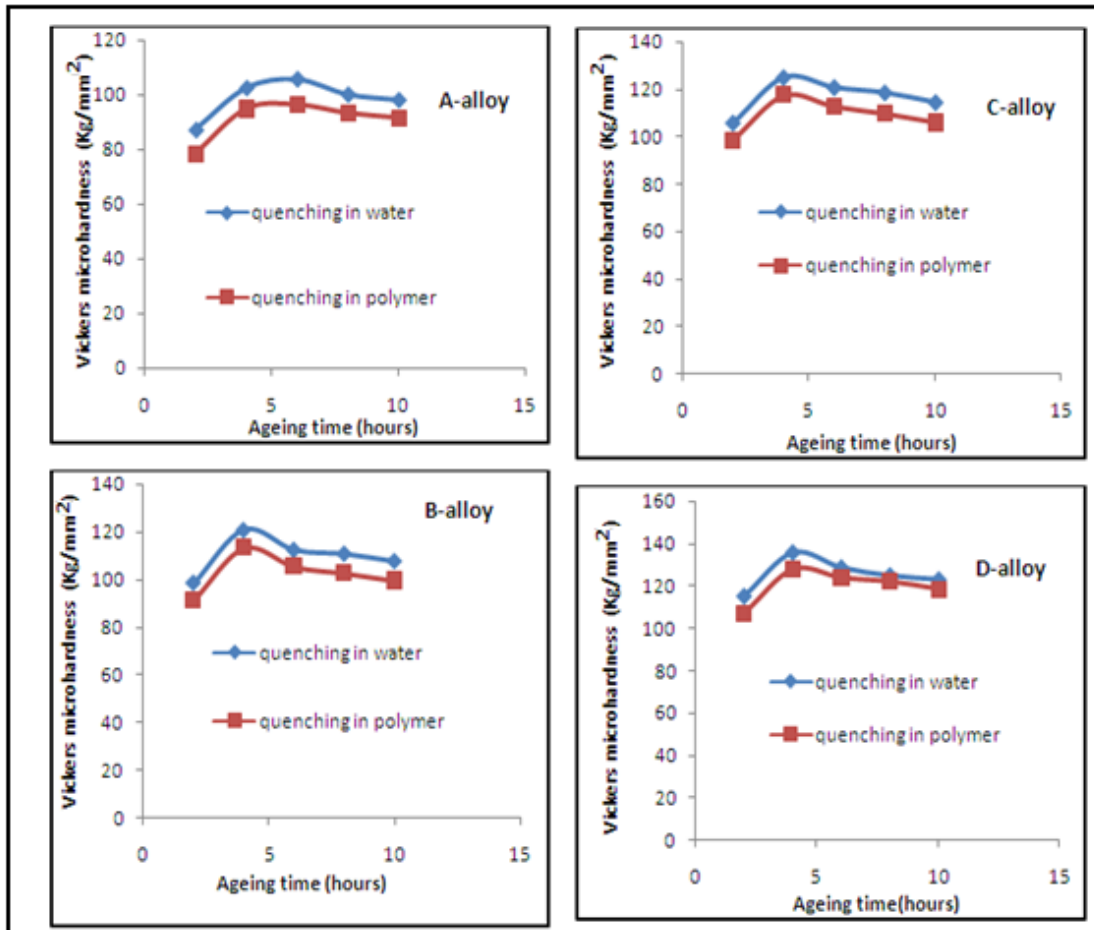 120
100
80
60
40
20
0
0 5 10 15
Vickers microhardness (Kg/mm²)
Ageing time (hours)
A-alloy
quenching in water
quenching in polymer
140
120
100
80
60
40
20
0
0 5 10 15
Vickers microhardness (Kg/mm²)
Ageing time (hours)
C-alloy
quenching in water
quenching in polymer
140
120
100
80
60
40
20
0
0 5 10 15
Vickers microhardness (Kg/mm²)
Ageing time (hours)
B-alloy
quenching in water
quenching in polymer
160
140
120
100
80
60
40
20
0
0 5 10 15
Vickers microhardness (Kg/mm²)
Ageing time(hours)
D-alloy
quenching in water
quenching in polymer